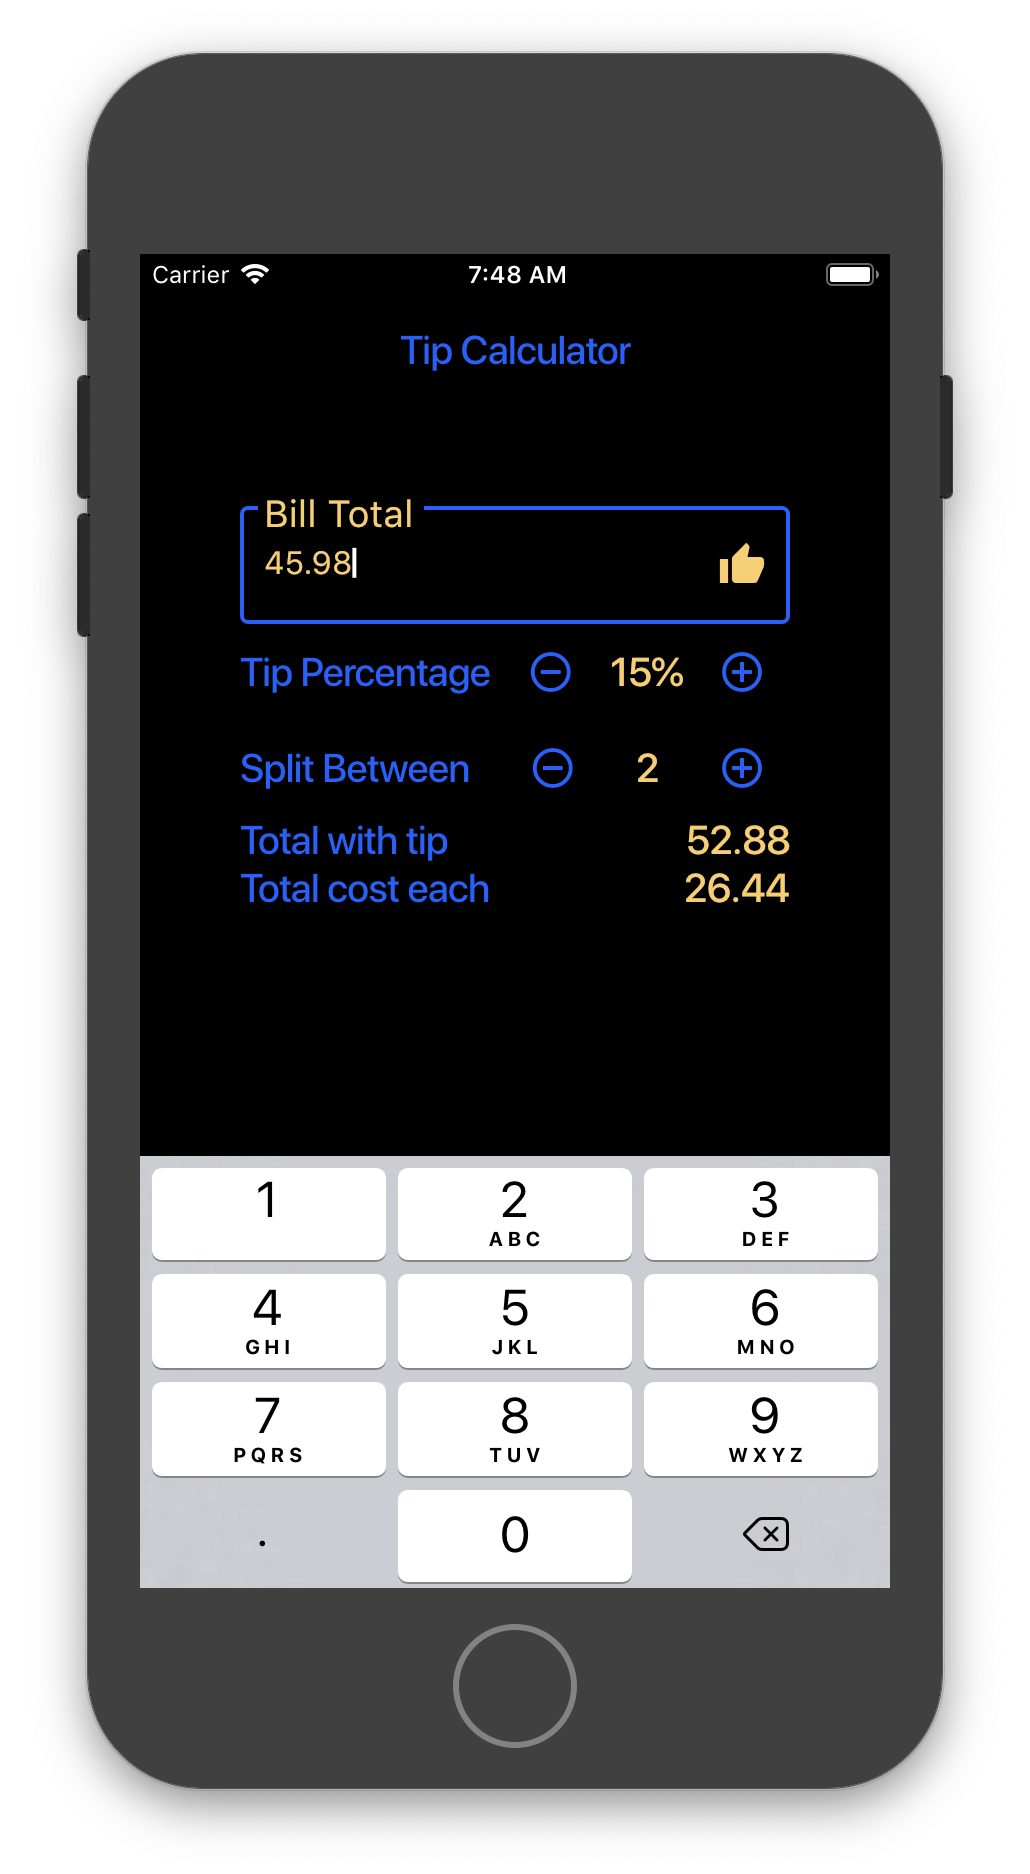 Carrier 7:48 AM
Tip Calculator
Bill Total
45.98
Tip Percentage 15%
Split Between 2
Total with tip 52.88
Total cost each 26.44
1 2 3
ABC DEF
4 5 6
GHI JKL MNO
7 8 9
PQRS TUV WXYZ
. 0